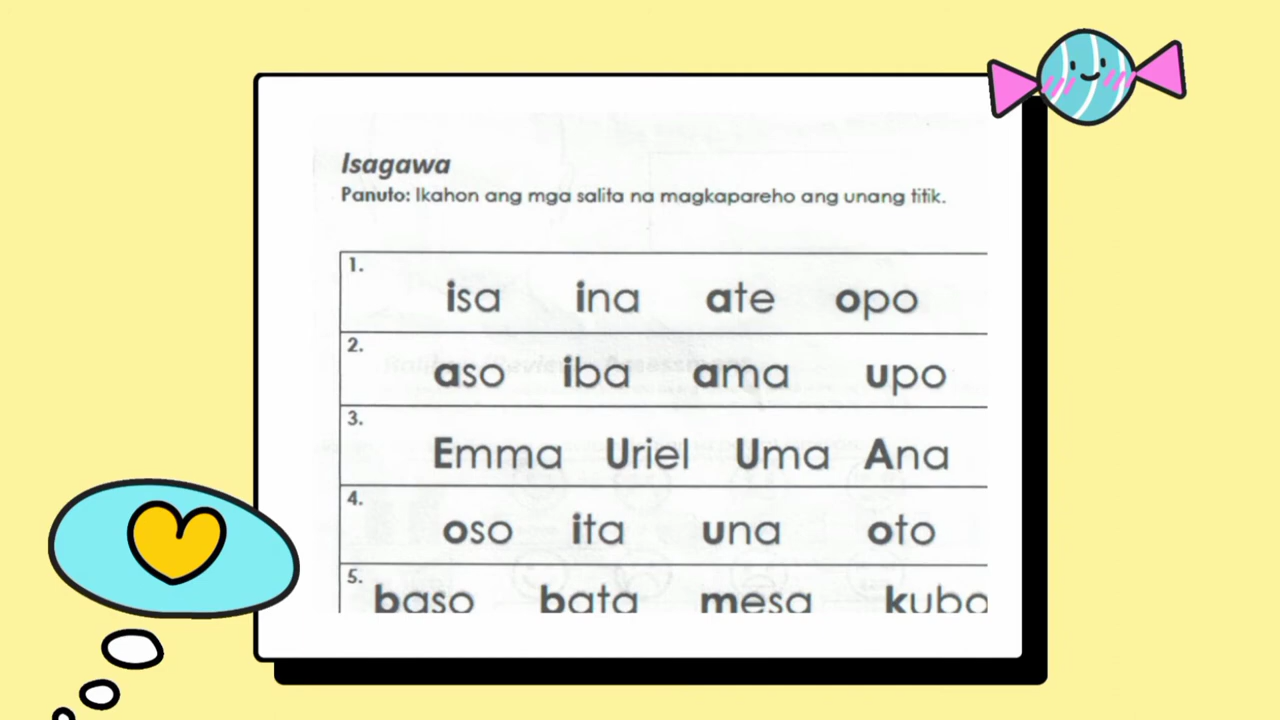 Isagawa
Panuto: Ikahon ang mga salita na magkapareho ang unang titik.
1.
isa ina ate opo
2.
aso iba ama upo
3.
Emma Uriel Uma Ana
4.
oso ita una oto
5.
baso bata mesa kubo